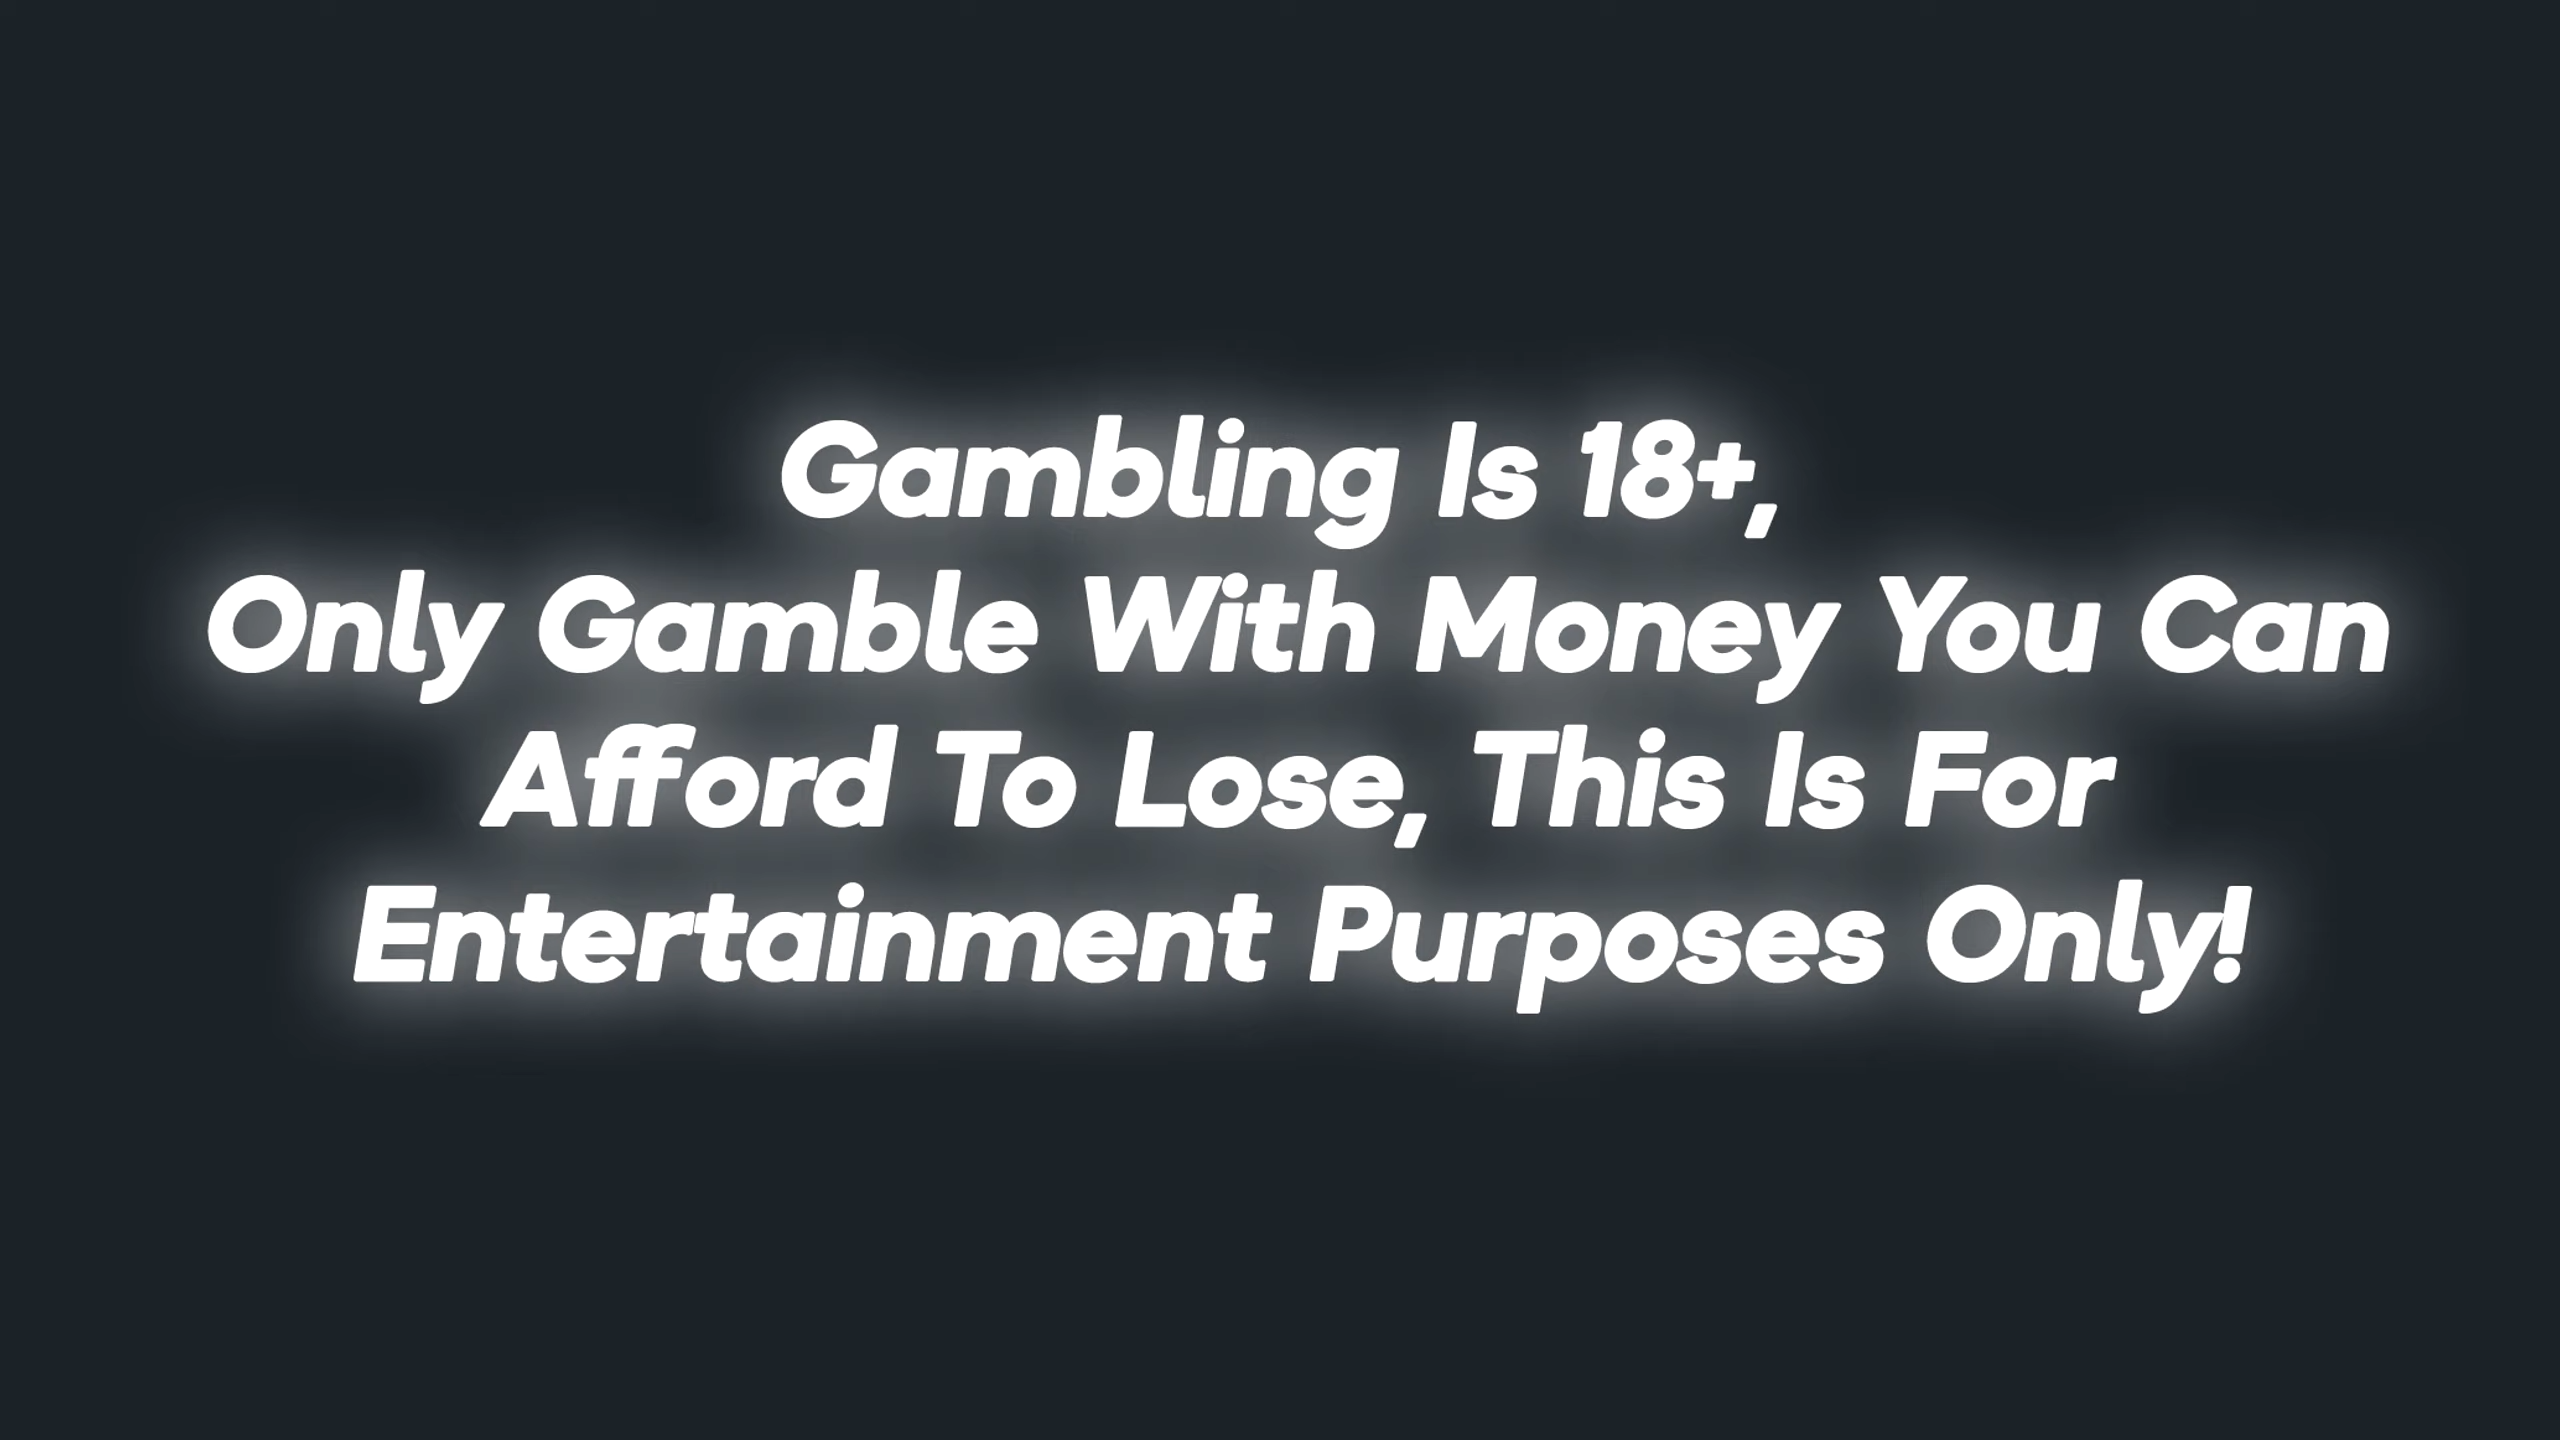 Gambling Is 18+,
Only Gamble With Money You Can
Afford To Lose, This Is For
Entertainment Purposes Only!